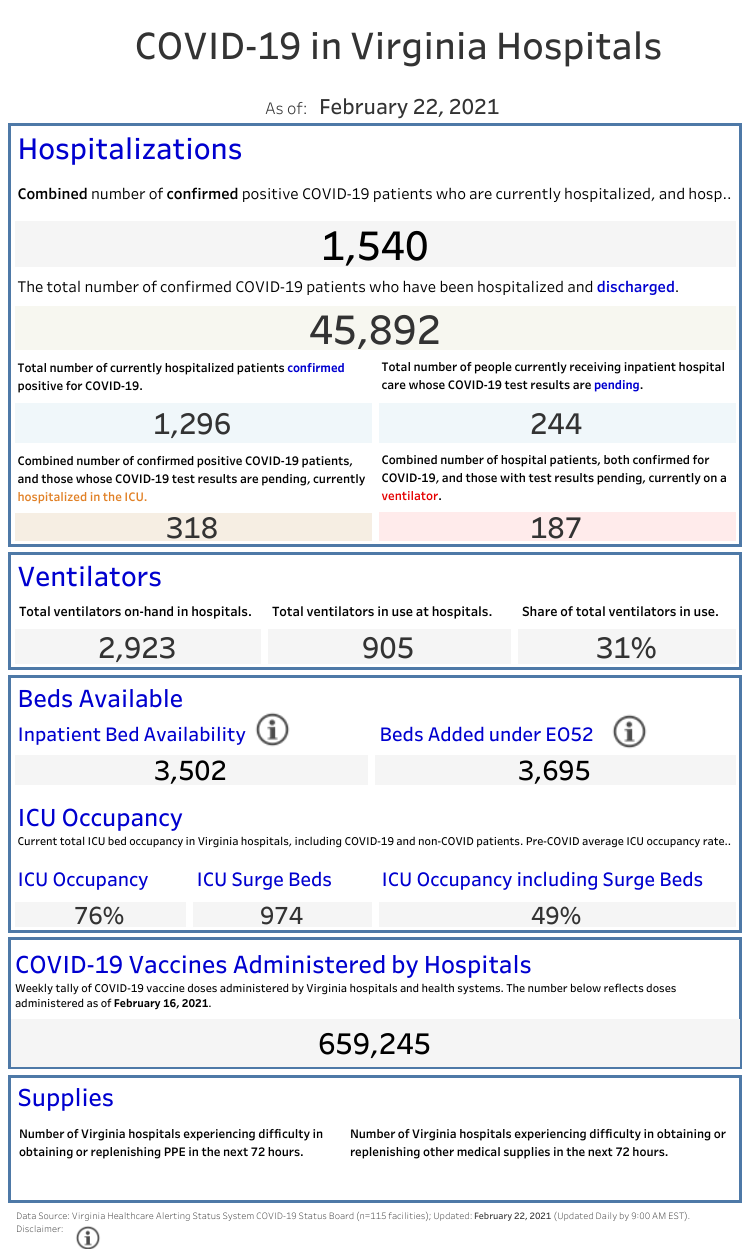 COVID-19 in Virginia Hospitals
As of: February 22, 2021
Hospitalizations
Combined number of confirmed positive COVID-19 patients who are currently hospitalized, and hosp..
1,540
The total number of confirmed COVID-19 patients who have been hospitalized and discharged.
45,892
Total number of currently hospitalized patients confirmed
positive for COVID-19.
Total number of people currently receiving inpatient hospital
care whose COVID-19 test results are pending.
1,296
244
Combined number of confirmed positive COVID-19 patients,
and those whose COVID-19 test results are pending, currently
hospitalized in the ICU.
Combined number of hospital patients, both confirmed for
COVID-19, and those with test results pending, currently on a
ventilator.
318
187
Ventilators
Total ventilators on-hand in hospitals.
Total ventilators in use at hospitals.
Share of total ventilators in use.
2,923
905
31%
Beds Available
Inpatient Bed Availability
Beds Added under EO52
3,502
3,695
ICU Occupancy
Current total ICU bed occupancy in Virginia hospitals, including COVID-19 and non-COVID patients. Pre-COVID average ICU occupancy rate..
ICU Occupancy
ICU Surge Beds
ICU Occupancy including Surge Beds
76%
974
49%
COVID-19 Vaccines Administered by Hospitals
Weekly tally of COVID-19 vaccine doses administered by Virginia hospitals and health systems. The number below reflects doses
administered as of February 16, 2021.
659,245
Supplies
Number of Virginia hospitals experiencing difficulty in
obtaining or replenishing PPE in the next 72 hours.
Number of Virginia hospitals experiencing difficulty in obtaining or
replenishing other medical supplies in the next 72 hours.
Data Source: Virginia Healthcare Alerting Status System COVID-19 Status Board (n=115 facilities); Updated: February 22, 2021 (Updated Daily by 9:00 AM EST).
Disclaimer: